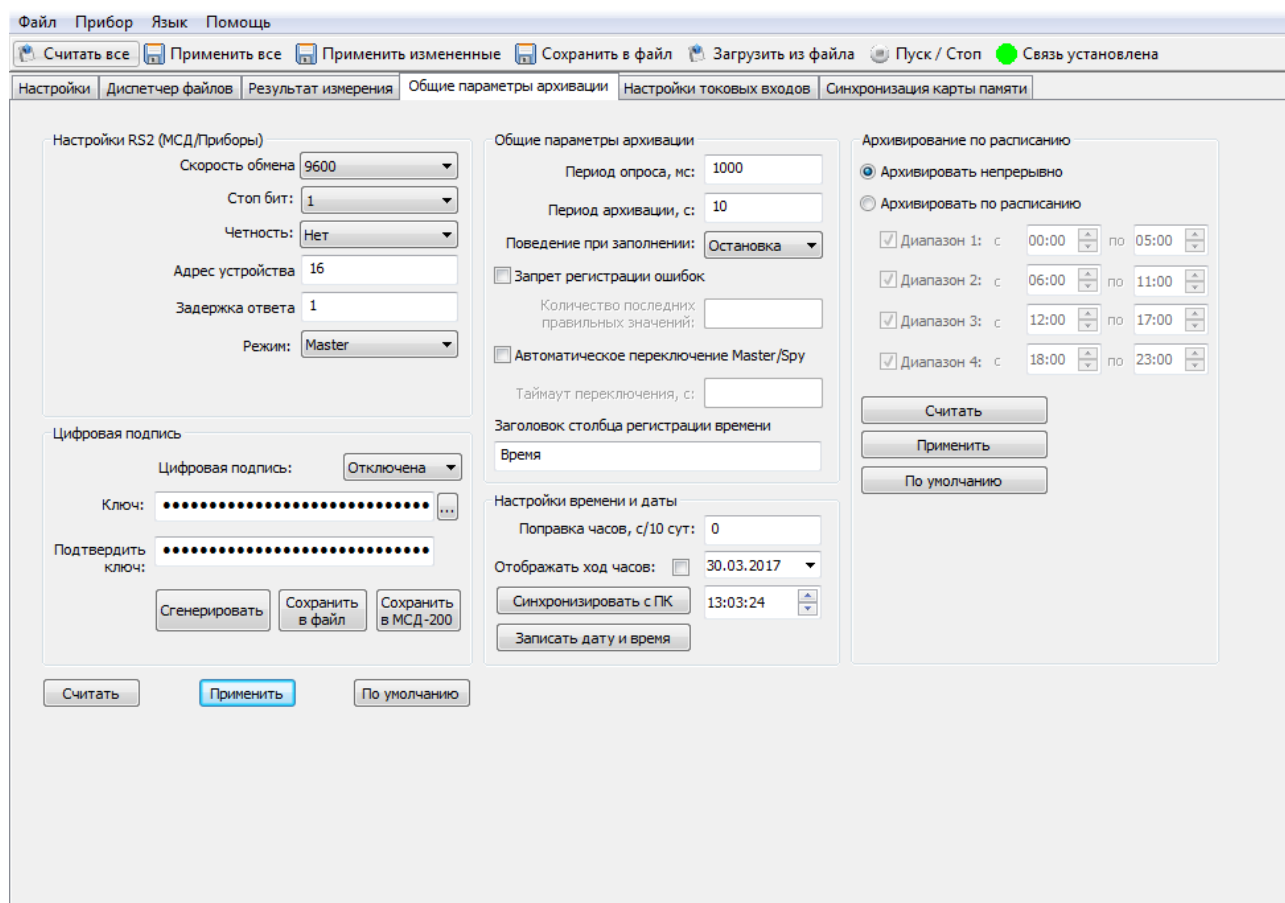 Файл Прибор Язык Помощь
Считать все Применить все Применить измененные Сохранить в файл Загрузить из файла Пуск / Стоп Связь установлена
Настройки Диспетчер файлов Результат измерения Общие параметры архивации Настройки токовых входов Синхронизация карты памяти
Настройки RS2 (МСД/Приборы)
Скорость обмена 9600
Стоп бит: 1
Четность: Нет
Адрес устройства 16
Задержка ответа 1
Режим: Master
Цифровая подпись
Цифровая подпись: Отключена
Ключ: ...
Подтвердить
ключ:
Сгенерировать
Сохранить
в файл
Сохранить
в МСД-200
Считать Применить По умолчанию
Общие параметры архивации
Период опроса, мс: 1000
Период архивации, с: 10
Поведение при заполнении: Остановка
Запрет регистрации ошибок
Количество последних
правильных значений:
Автоматическое переключение Master/Spy
Таймаут переключения, с:
Заголовок столбца регистрации времени
Время
Настройки времени и даты
Поправка часов, с/10 сут: 0
Отображать ход часов: 30.03.2017
Синхронизировать с ПК 13:03:24
Записать дату и время
Архивирование по расписанию
Архивировать непрерывно
Архивировать по расписанию
Диапазон 1: с 00:00 по 05:00
Диапазон 2: с 06:00 по 11:00
Диапазон 3: с 12:00 по 17:00
Диапазон 4: с 18:00 по 23:00
Считать
Применить
По умолчанию